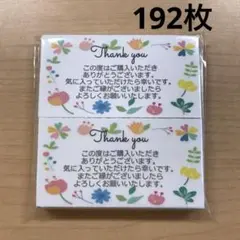 192枚
Thank you
この度はご購入いただき
ありがとうございます。
気に入っていただけたら幸いです。
またご縁がございましたら
よろしくお願いいたします。
Thank you
この度はご購入いただき
ありがとうございます。
気に入っていただけたら幸いです。
またご縁がございましたら
よろしくお願いいたします。